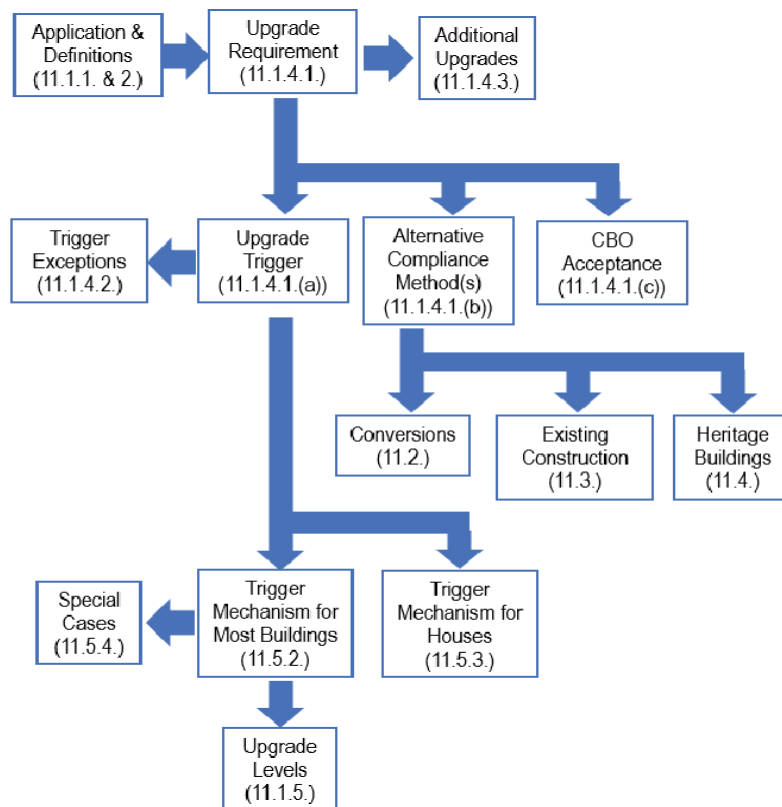 Application &
Definitions
(11.1.1. & 2.)
Upgrade
Requirement
(11.1.4.1.)
Additional
Upgrades
(11.1.4.3.)
Trigger
Exceptions
(11.1.4.2.)
Upgrade
Trigger
(11.1.4.1.(a))
Alternative
Compliance
Method(s)
(11.1.4.1.(b))
CBO
Acceptance
(11.1.4.1.(c))
Conversions
(11.2.)
Existing
Construction
(11.3.)
Heritage
Buildings
(11.4.)
Special
Cases
(11.5.4.)
Trigger
Mechanism for
Most Buildings
(11.5.2.)
Trigger
Mechanism for
Houses
(11.5.3.)
Upgrade
Levels
(11.1.5.)